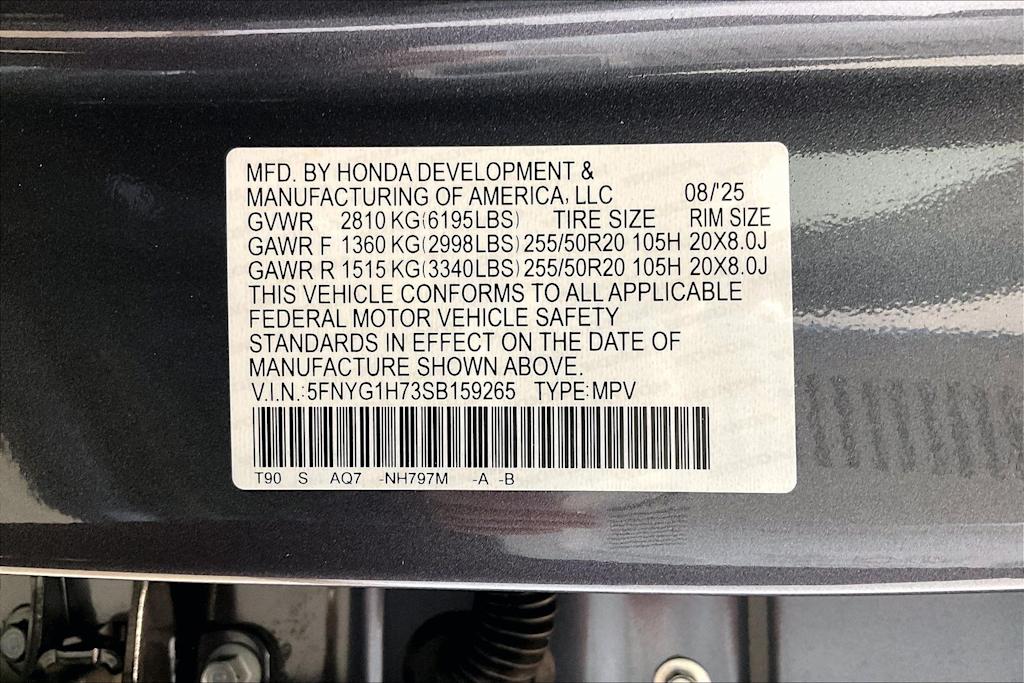 MFD. BY HONDA DEVELOPMENT &
MANUFACTURING OF AMERICA, LLC 08/'25
GVWR 2810 KG(6195LBS) TIRE SIZE RIM SIZE
GAWR F 1360 KG(2998LBS) 255/50R20 105H 20X8.0J
GAWR R 1515 KG(3340LBS) 255/50R20 105H 20X8.0J
THIS VEHICLE CONFORMS TO ALL APPLICABLE
FEDERAL MOTOR VEHICLE SAFETY
STANDARDS IN EFFECT ON THE DATE OF
MANUFACTURE SHOWN ABOVE.
V.I.N.:5FNYG1H73SB159265 TYPE:MPV
T90 S AQ7 -NH797M -A -B